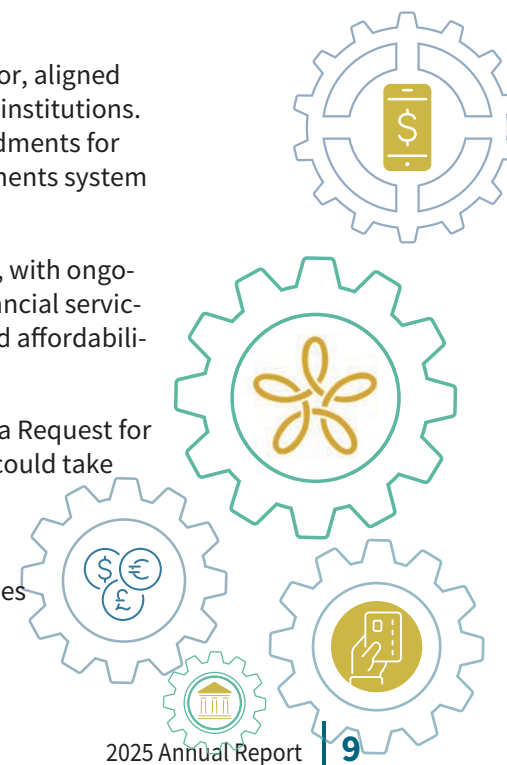 or, aligned
institutions.
dments for
nents system
, with ongo-
ancial servic-
d affordabili-
a Request for
could take
$
$ € £
es
2025 Annual Report | 9